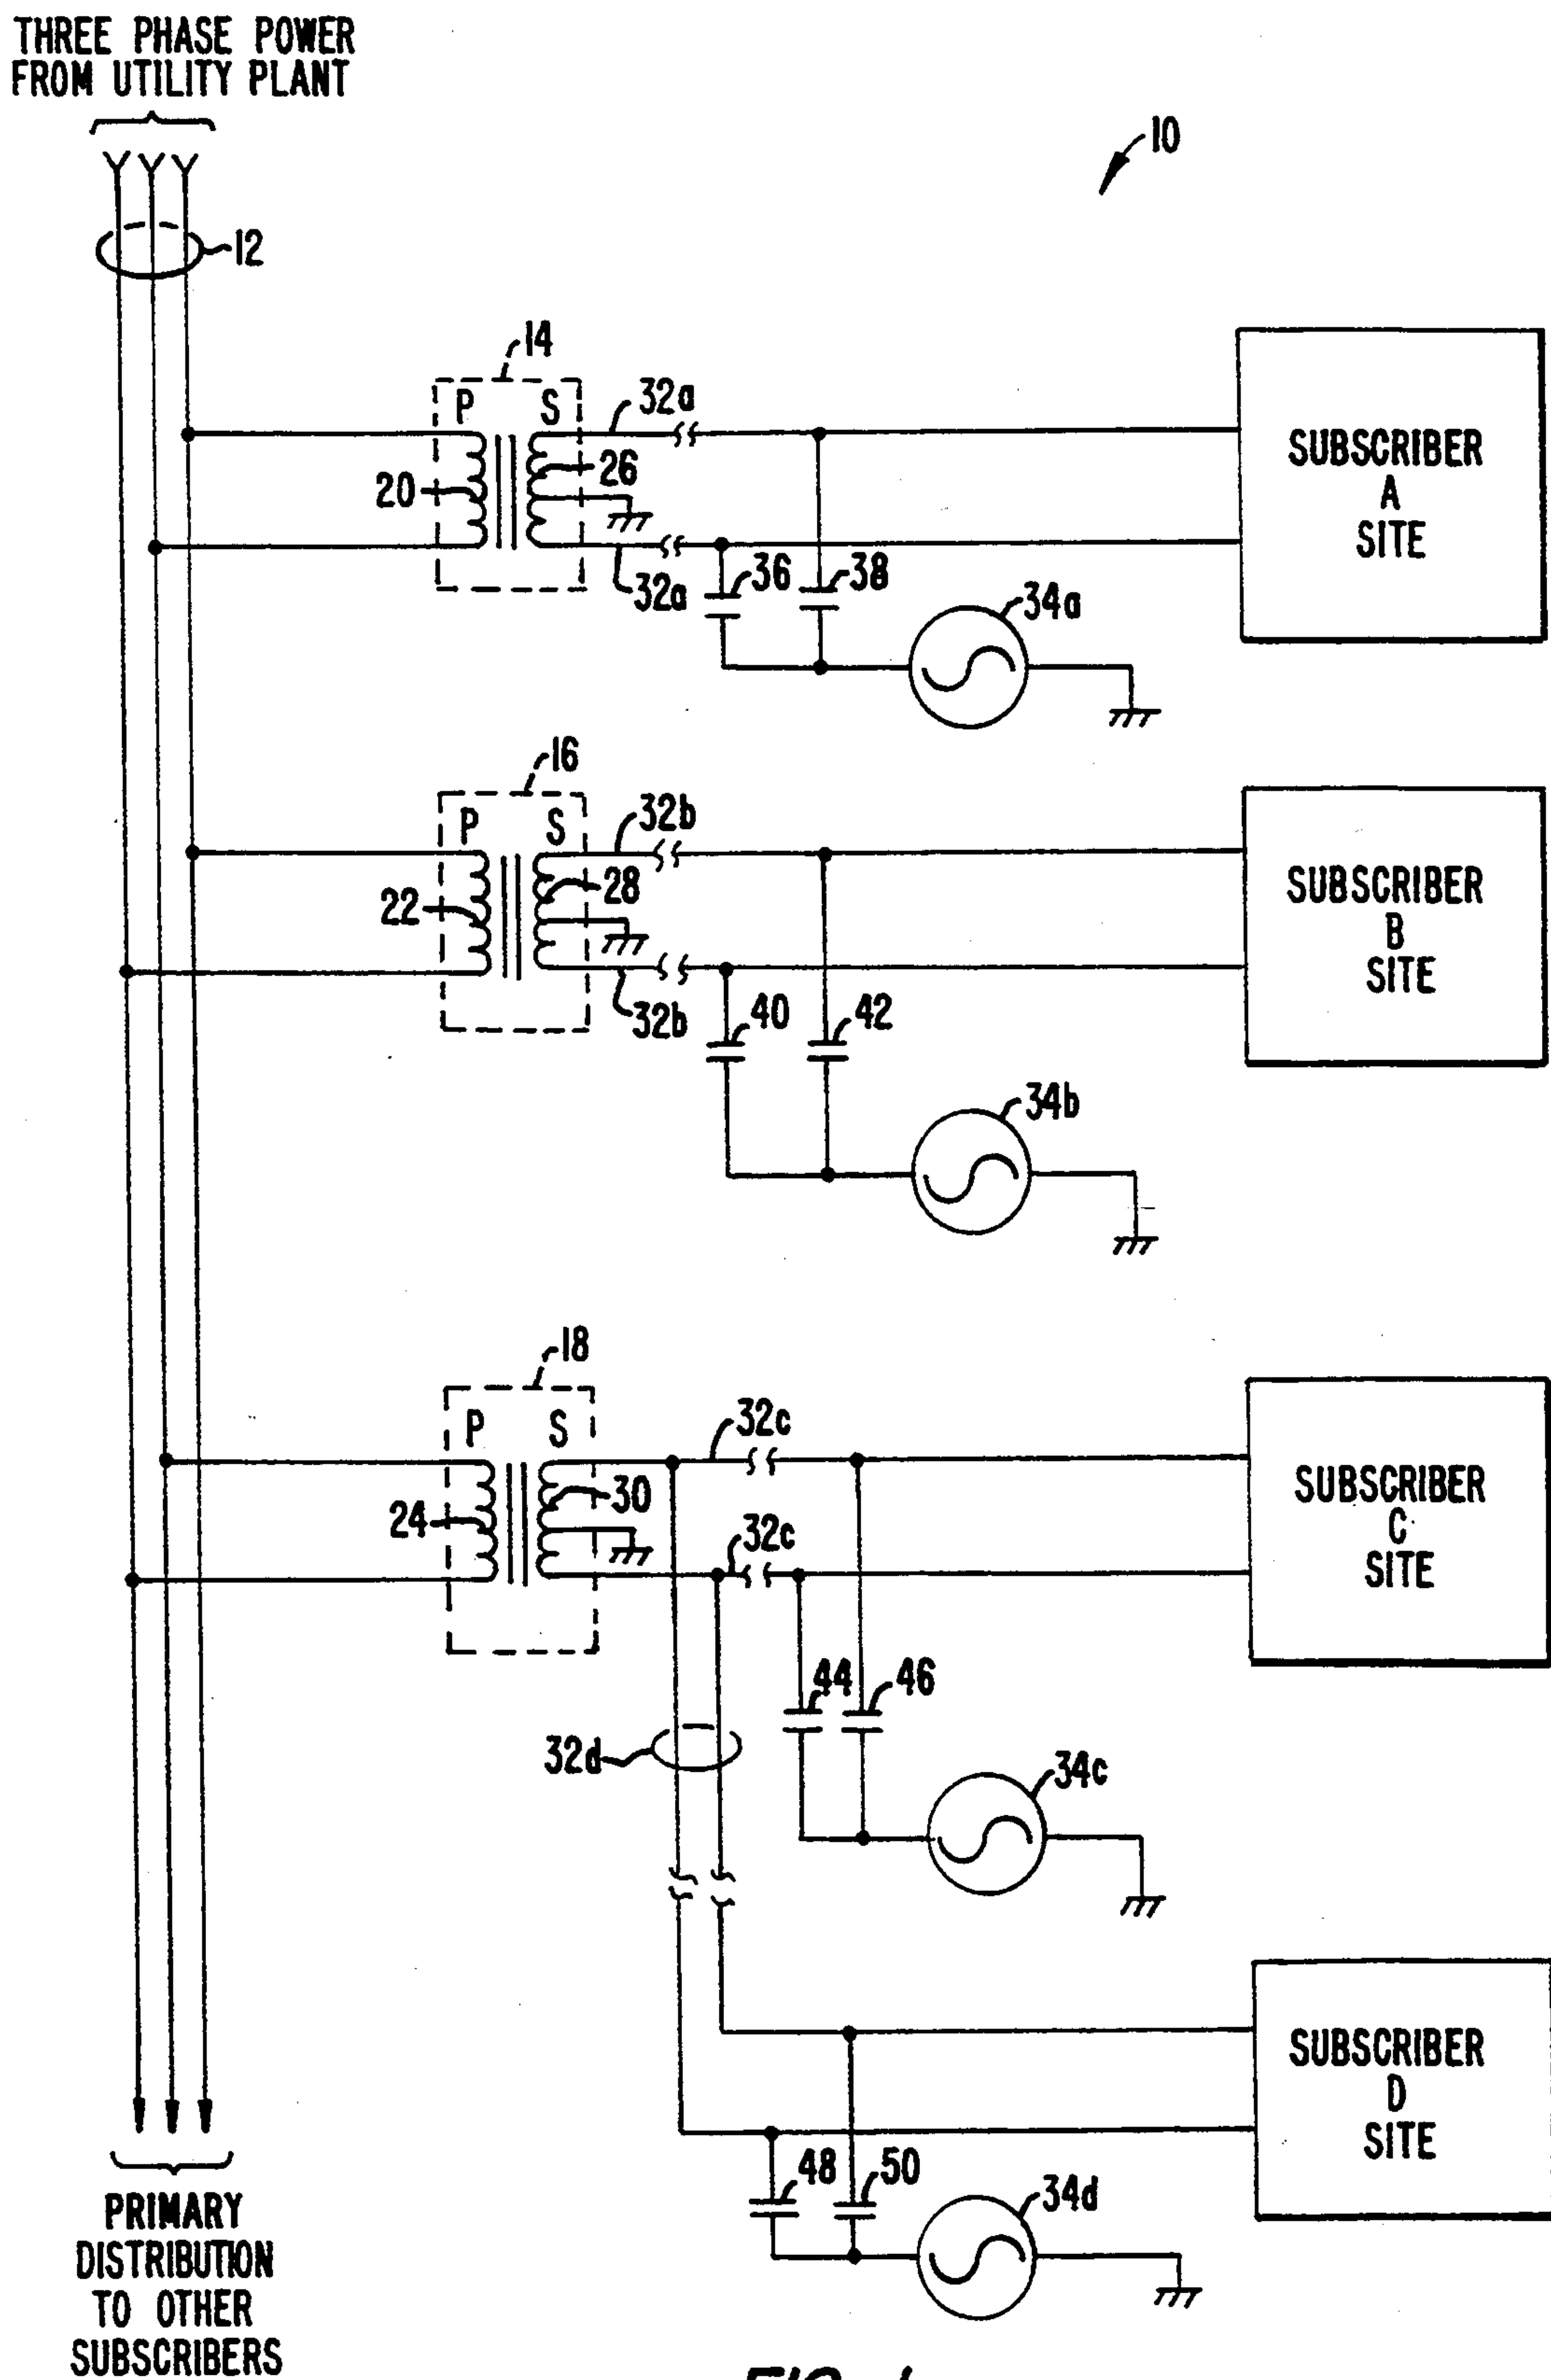 THREE PHASE POWER
FROM UTILITY PLANT
10
12
14
P S
32a
26
20
32a
36
38
34a
SUBSCRIBER
A
SITE
16
P S
32b
28
22
32b
40
42
34b
SUBSCRIBER
B
SITE
18
P S
32c
30
24
32c
44
46
32d
34c
SUBSCRIBER
C
SITE
48
50
34d
SUBSCRIBER
D
SITE
PRIMARY
DISTRIBUTION
TO OTHER
SUBSCRIBERS